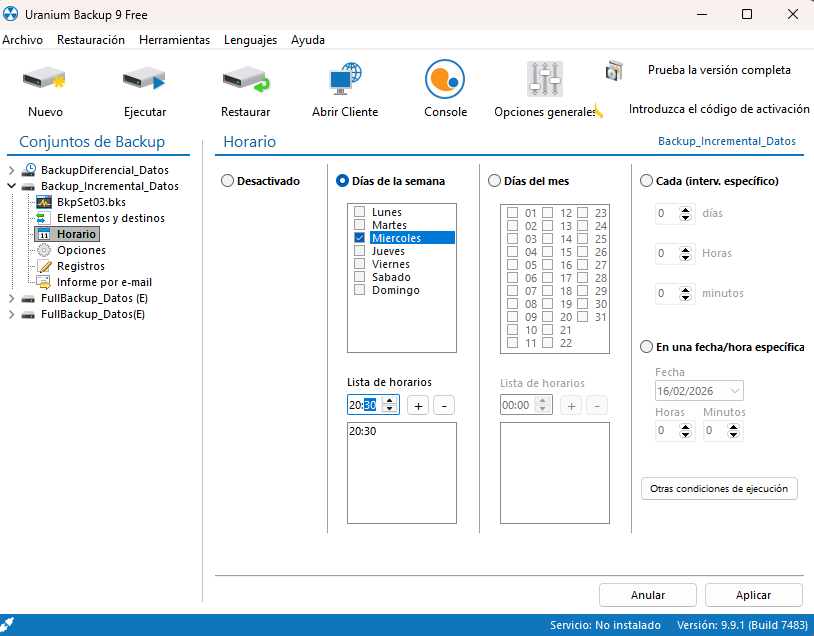 Uranium Backup 9 Free
Archivo Restauración Herramientas Lenguajes Ayuda
Nuevo
Ejecutar
Restaurar
Abrir Cliente
Console
Opciones generales
Prueba la versión completa
Introduzca el código de activación
Conjuntos de Backup
BackupDiferencial_Datos
Backup_Incremental_Datos
BkpSet03.bks
Elementos y destinos
11 Horario
Opciones
Registros
Informe por e-mail
FullBackup_Datos (E)
FullBackup_Datos(E)
Horario
Backup_Incremental_Datos
Desactivado
Días de la semana
Lunes
Martes
Miercoles
Jueves
Viernes
Sabado
Domingo
Lista de horarios
20:30 + -
20:30
Días del mes
01 12 23
02 13 24
03 14 25
04 15 26
05 16 27
06 17 28
07 18 29
08 19 30
09 20 31
10 21
11 22
Lista de horarios
00:00 + -
Cada (interv. específico)
0 días
0 Horas
0 minutos
En una fecha/hora específica
Fecha
16/02/2026
Horas Minutos
0 0
Otras condiciones de ejecución
Anular Aplicar
Servicio: No instalado Versión: 9.9.1 (Build 7483)